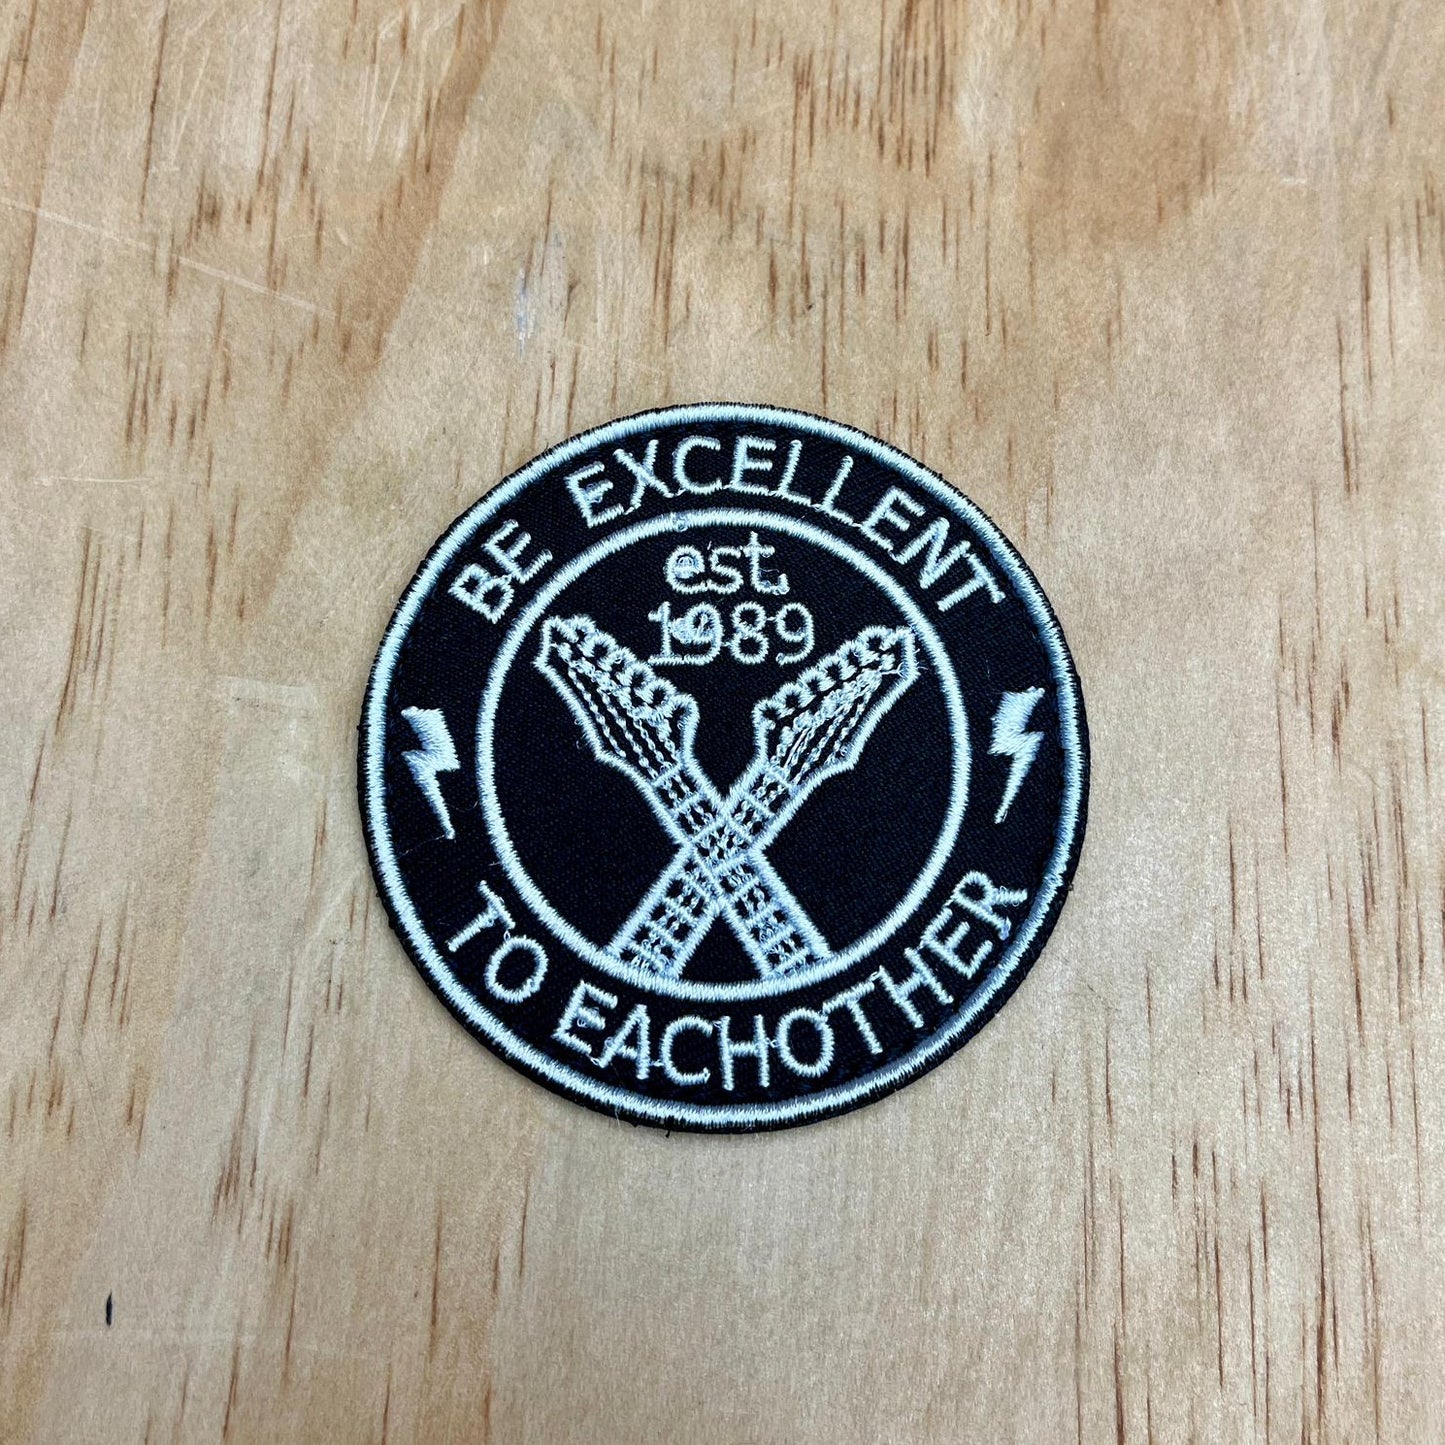 BE EXCELLENT
est.
1989
TO EACHOTHER